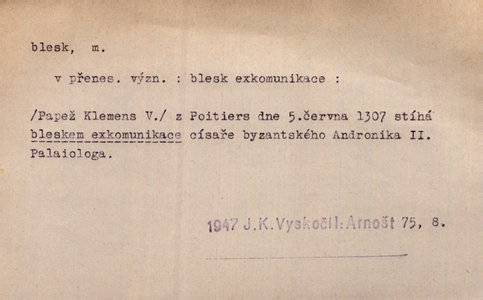 blesk, m.
v přenes. význ. : blesk exkomunikace :
/Papež Klemens V./ z Poitiers dne 5.června 1307 stíhá
bleskem exkomunikace císaře byzantského Andronika II.
Palaiologa.
1947 J.K.Vyskočil: Arnošt 75, 8.